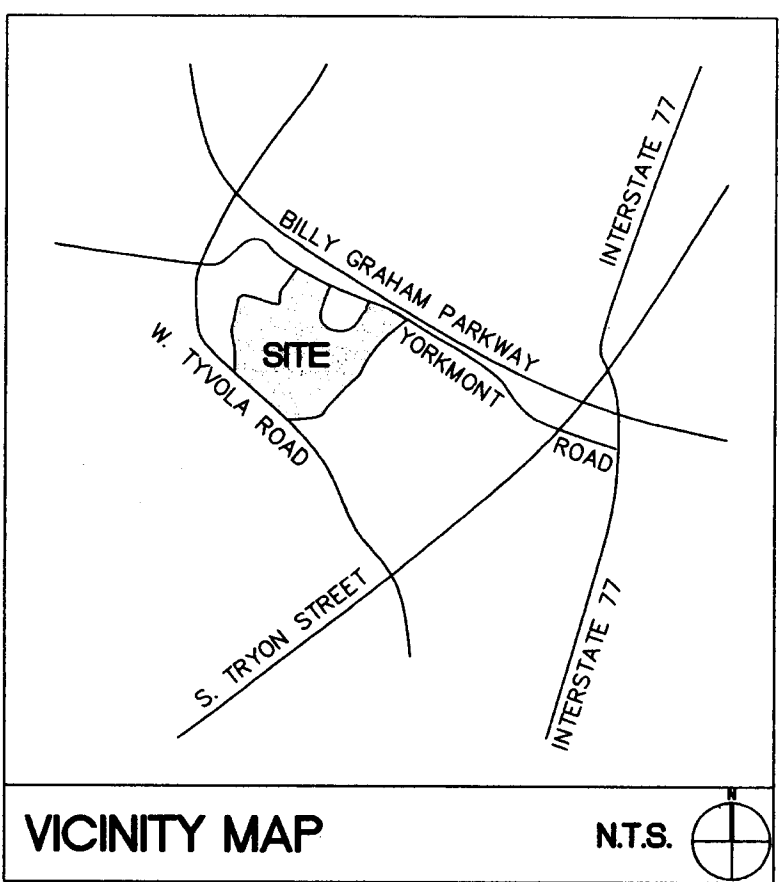 INTERSTATE 77
BILLY GRAHAM PARKWAY
W. TYVOLA ROAD
SITE
YORKMONT
ROAD
S. TRYON STREET
INTERSTATE 77
VICINITY MAP
N.T.S.
N